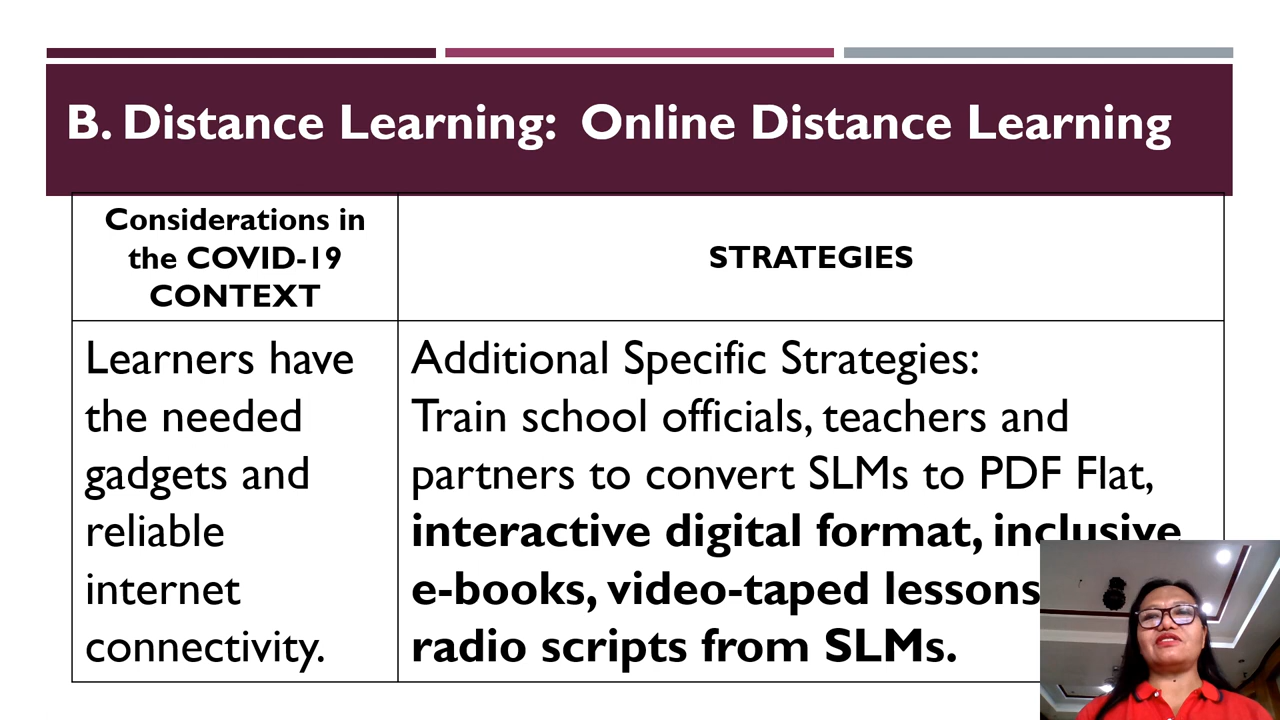 B. Distance Learning: Online Distance Learning
Considerations in
the COVID-19
CONTEXT
STRATEGIES
Learners have
the needed
gadgets and
reliable
internet
connectivity.
Additional Specific Strategies:
Train school officials, teachers and
partners to convert SLMs to PDF Flat,
interactive digital format, inclusive
e-books, video-taped lessons
radio scripts from SLMs.